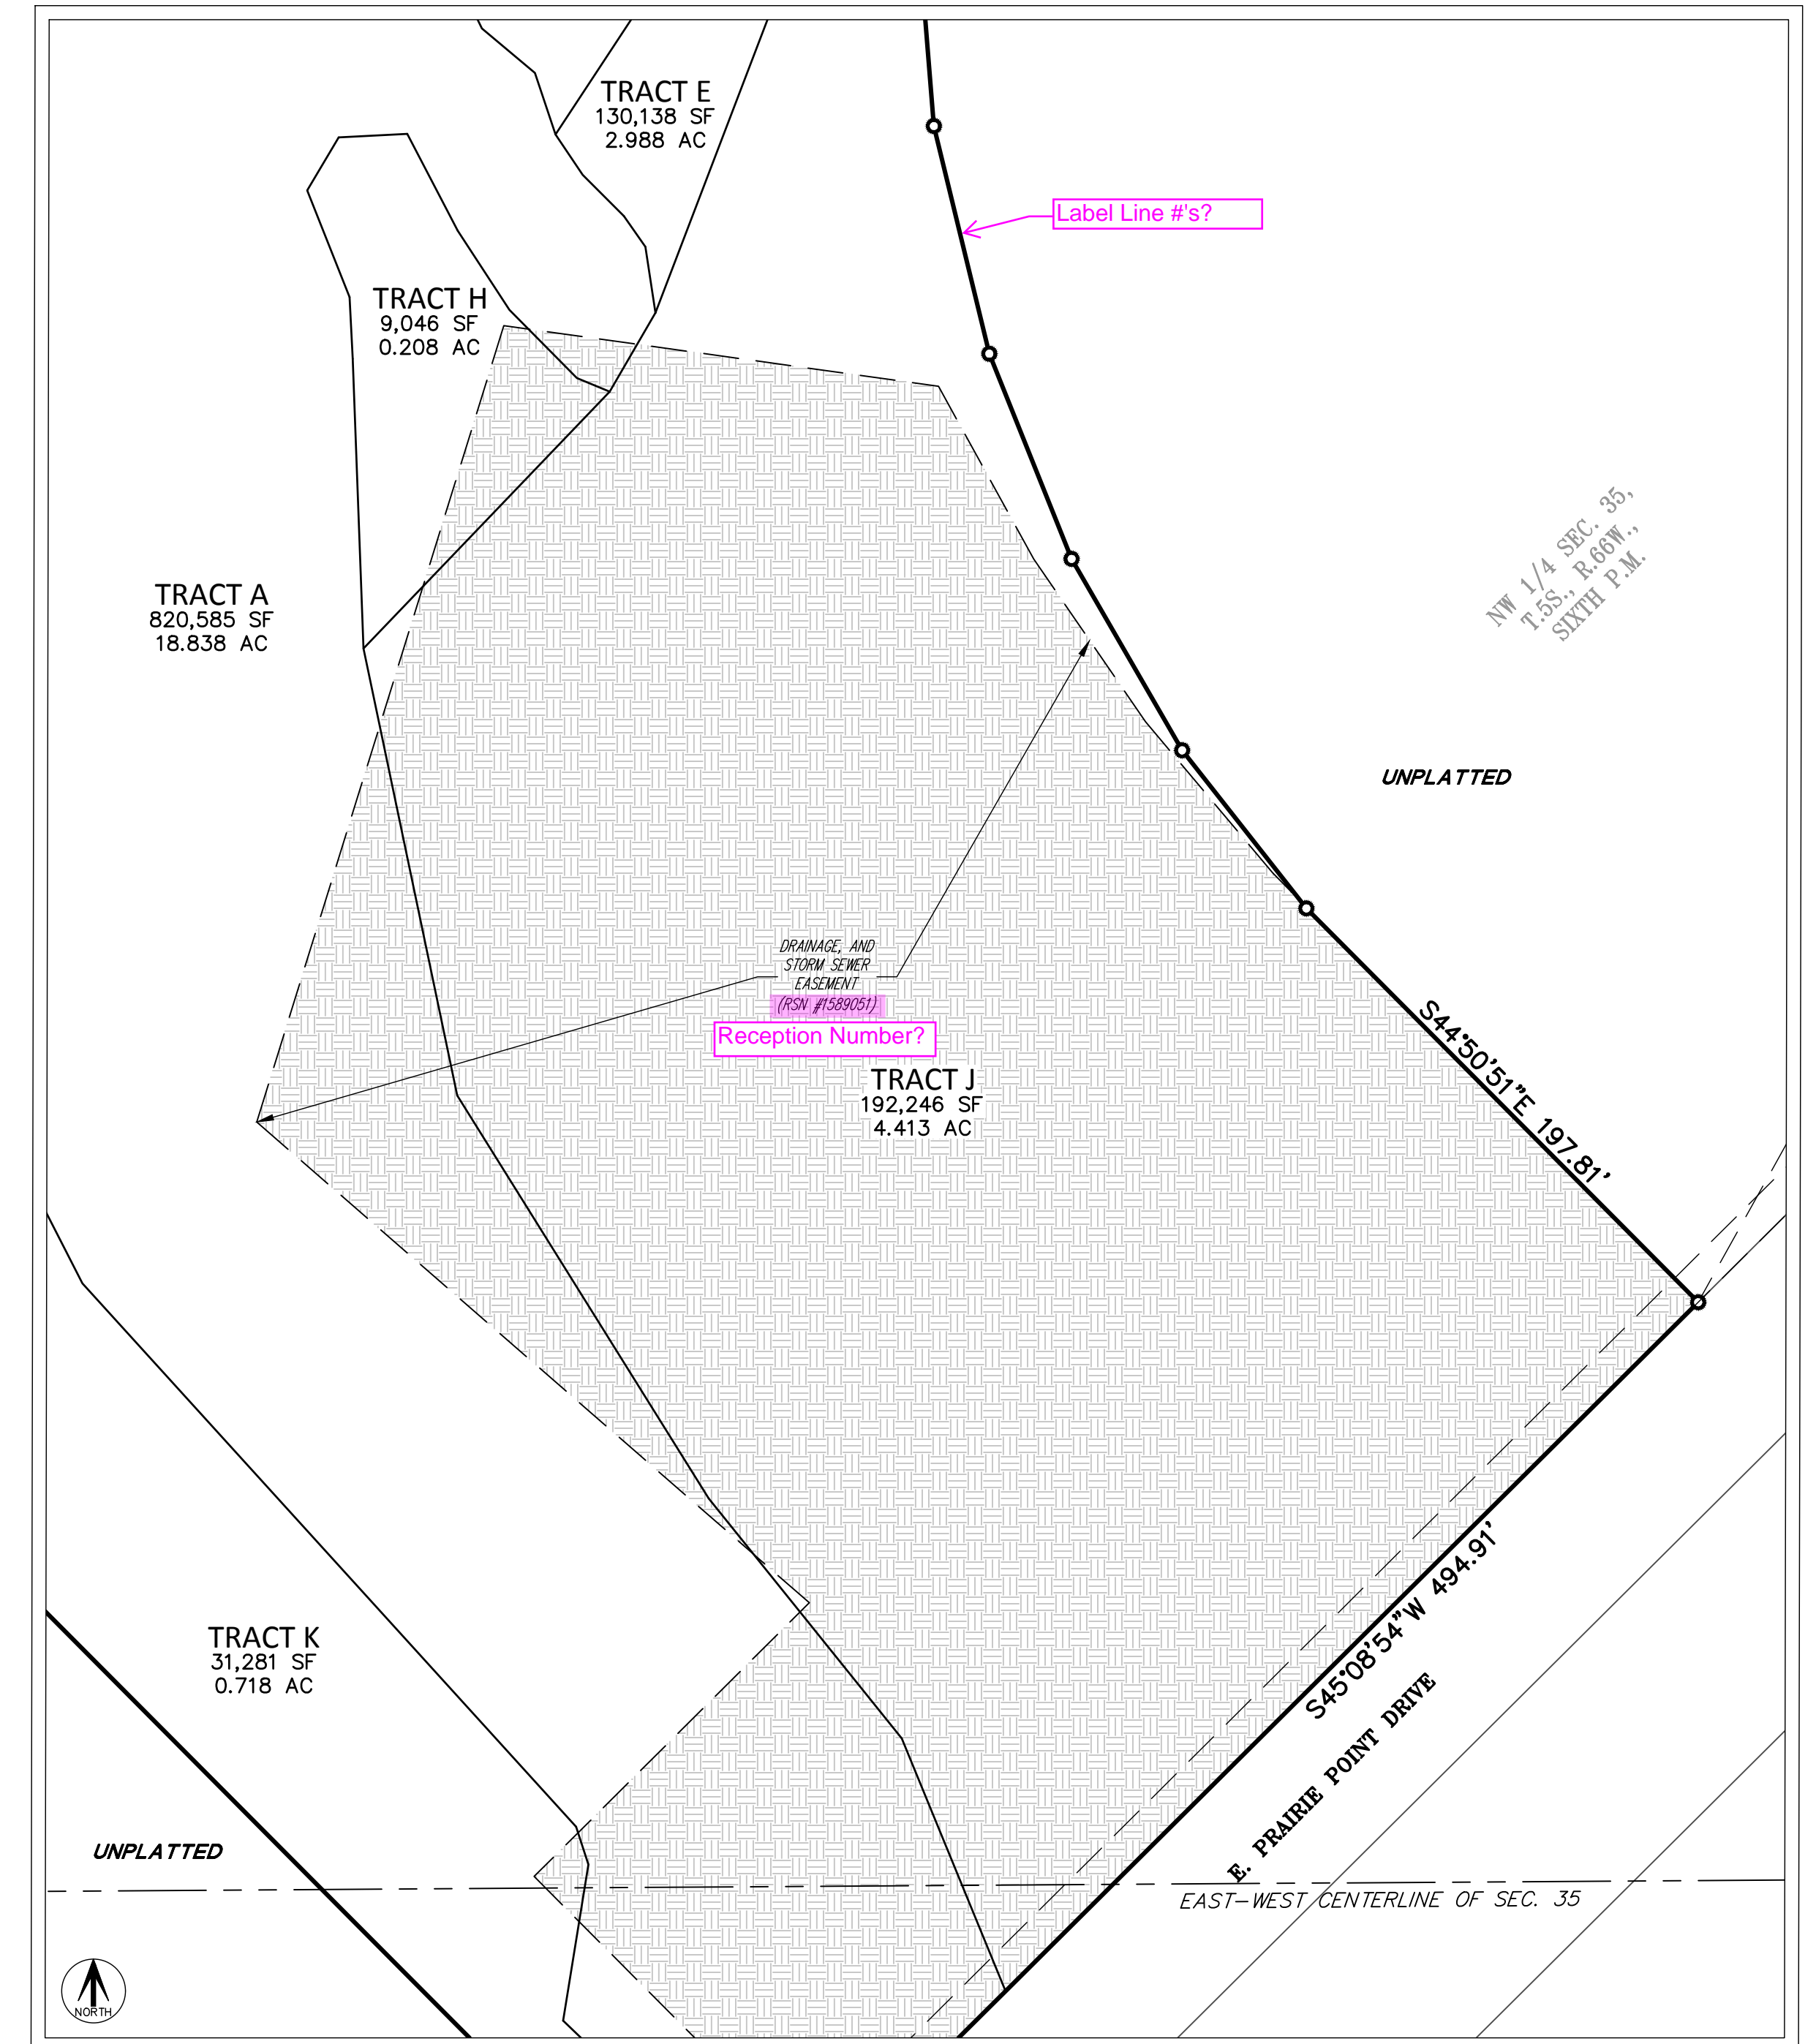 TRACT E
130,138 SF
2.988 AC
Label Line #'s?
TRACT H
9,046 SF
0.208 AC
NW 1/4 SEC. 35,
T.5S., R.66W.,
SIXTH P.M.
TRACT A
820,585 SF
18.838 AC
UNPLATTED
DRAINAGE, AND
STORM SEWER
EASEMENT
(RSN #1589051)
Reception Number?
TRACT J
192,246 SF
4.413 AC
S44°50'51"E 197.81'
S45°08'54"W 494.91'
TRACT K
31,281 SF
0.718 AC
E. PRAIRIE POINT DRIVE
UNPLATTED
EAST-WEST CENTERLINE OF SEC. 35
NORTH